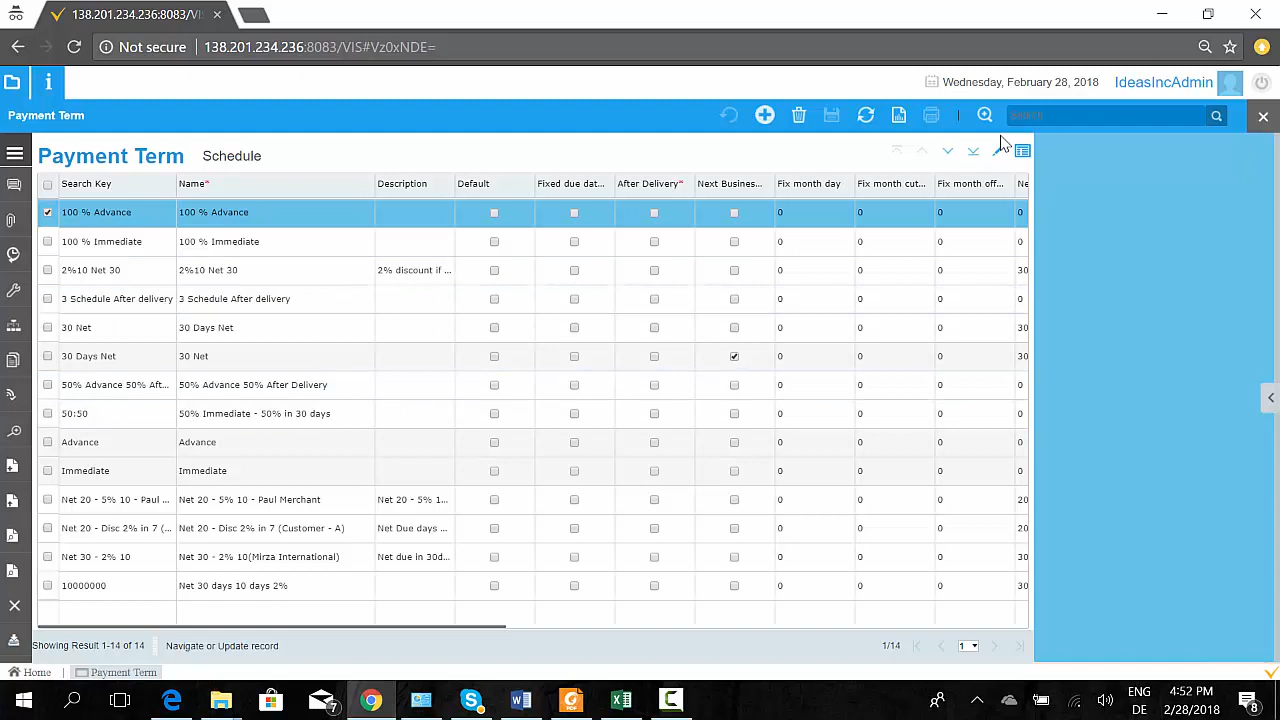 138.201.234.236:8083/VIS
Not secure 138.201.234.236:8083/VIS#Vz0xNDE=
Wednesday, February 28, 2018 IdeasIncAdmin
Payment Term
Payment Term Schedule
Search Key Name* Description Default Fixed due dat... After Delivery* Next Business... Fix month day Fix month cut... Fix month off... Ne
100 % Advance 100 % Advance 0 0 0 0
100 % Immediate 100 % Immediate 0 0 0 0
2%10 Net 30 2%10 Net 30 2% discount if ... 0 0 0 30
3 Schedule After delivery 3 Schedule After delivery 0 0 0 0
30 Net 30 Days Net 0 0 0 30
30 Days Net 30 Net 0 0 0 30
50% Advance 50% Aft... 50% Advance 50% After Delivery 0 0 0 0
50:50 50% Immediate - 50% in 30 days 0 0 0 0
Advance Advance 0 0 0 0
Immediate Immediate 0 0 0 0
Net 20 - 5% 10 - Paul ... Net 20 - 5% 10 - Paul Merchant Net 20 - 5% 1... 0 0 0 20
Net 20 - Disc 2% in 7 (... Net 20 - Disc 2% in 7 (Customer - A) Net Due days ... 0 0 0 20
Net 30 - 2% 10 Net 30 - 2% 10(Mirza International) Net due in 30d... 0 0 0 30
10000000 Net 30 days 10 days 2% 0 0 0 30
Showing Result 1-14 of 14 Navigate or Update record 1/14 1
Home Payment Term
7 ENG 4:52 PM
DE 2/28/2018 8